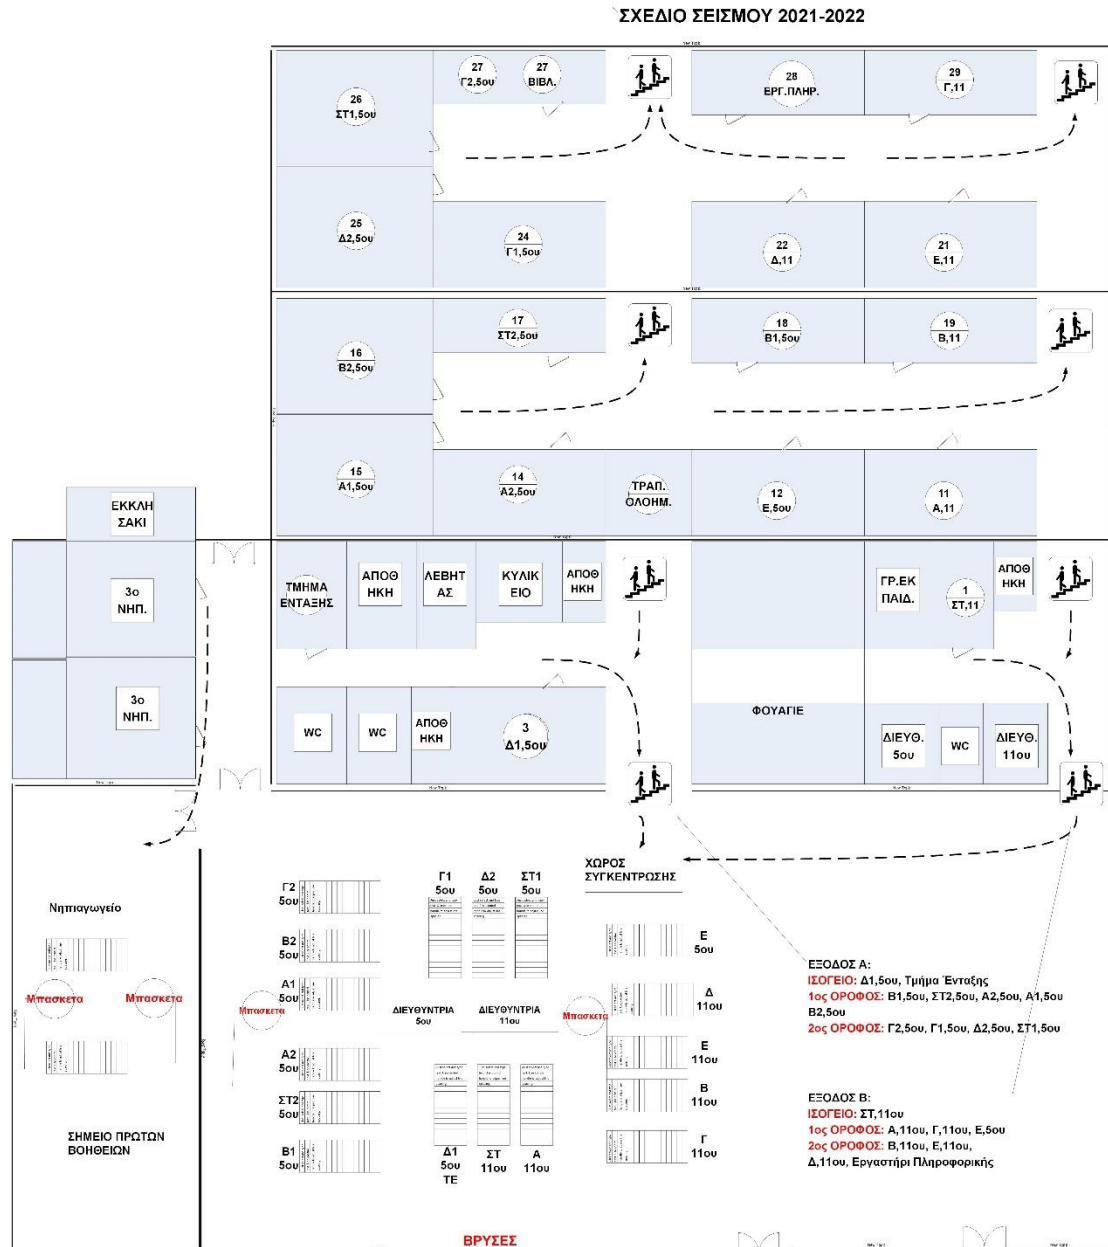 ΣΧΕΔΙΟ ΣΕΙΣΜΟΥ 2021-2022
27
Γ2,5ου
27
ΒΙΒΛ.
28
ΕΡΓ.ΠΛΗΡ.
29
Γ,11
26
ΣΤ1,5ου
25
Δ2,5ου
24
Γ1,5ου
22
Δ,11
21
Ε,11
17
ΣΤ2,5ου
18
Β1,5ου
19
Β,11
16
Β2,5ου
15
Α1,5ου
14
Α2,5ου
ΤΡΑΠ.
ΟΛΟΗΜ.
12
Ε,5ου
11
Α,11
ΕΚΚΛΗ
ΣΑΚΙ
3ο
ΝΗΠ.
3ο
ΝΗΠ.
ΤΜΗΜΑ
ΕΝΤΑΞΗΣ
ΑΠΟΘ
ΗΚΗ
ΛΕΒΗΤ
ΑΣ
ΚΥΛΙΚ
ΕΙΟ
ΑΠΟΘ
ΗΚΗ
ΓΡ.ΕΚ
ΠΑΙΔ.
1
ΣΤ,11
ΑΠΟΘ
ΗΚΗ
WC
WC
ΑΠΟΘ
ΗΚΗ
3
Δ1,5ου
ΦΟΥΑΓΙΕ
ΔΙΕΥΘ.
5ου
WC
ΔΙΕΥΘ.
11ου
Νηπιαγωγείο
Μπασκετα
Μπασκετα
ΣΗΜΕΙΟ ΠΡΩΤΩΝ
ΒΟΗΘΕΙΩΝ
ΧΩΡΟΣ
ΣΥΓΚΕΝΤΡΩΣΗΣ
Γ2
5ου
Β2
5ου
Α1
5ου
Μπασκετα
Α2
5ου
ΣΤ2
5ου
Β1
5ου
Γ1
5ου
Δ2
5ου
ΣΤ1
5ου
ΔΙΕΥΘΥΝΤΡΙΑ
5ου
ΔΙΕΥΘΥΝΤΡΙΑ
11ου
Μπασκετα
Δ1
5ου
ΤΕ
ΣΤ
11ου
Α
11ου
Ε
5ου
Δ
11ου
Ε
11ου
Β
11ου
Γ
11ου
ΕΞΟΔΟΣ Α:
ΙΣΟΓΕΙΟ: Δ1,5ου, Τμήμα Ένταξης
1ος ΟΡΟΦΟΣ: Β1,5ου, ΣΤ2,5ου, Α2,5ου, Α1,5ου
Β2,5ου
2ος ΟΡΟΦΟΣ: Γ2,5ου, Γ1,5ου, Δ2,5ου, ΣΤ1,5ου
ΕΞΟΔΟΣ Β:
ΙΣΟΓΕΙΟ: ΣΤ,11ου
1ος ΟΡΟΦΟΣ: Α,11ου, Γ,11ου, Ε,5ου
2ος ΟΡΟΦΟΣ: Β,11ου, Ε,11ου,
Δ,11ου, Εργαστήρι Πληροφορικής
ΒΡΥΣΕΣ